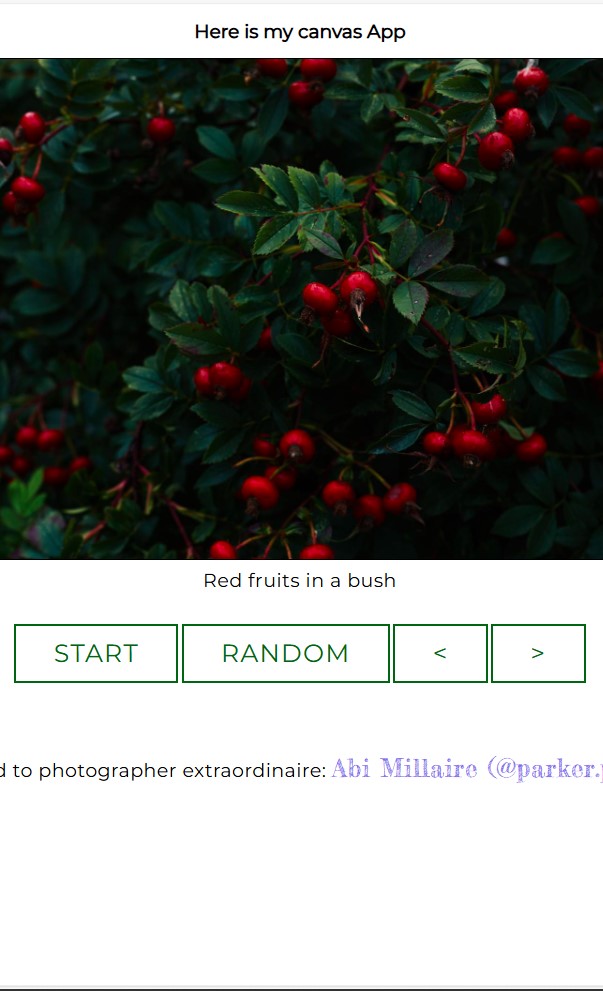 Here is my canvas App
Red fruits in a bush
START RANDOM < >
d to photographer extraordinaire: Abi Millaire (@parker.p